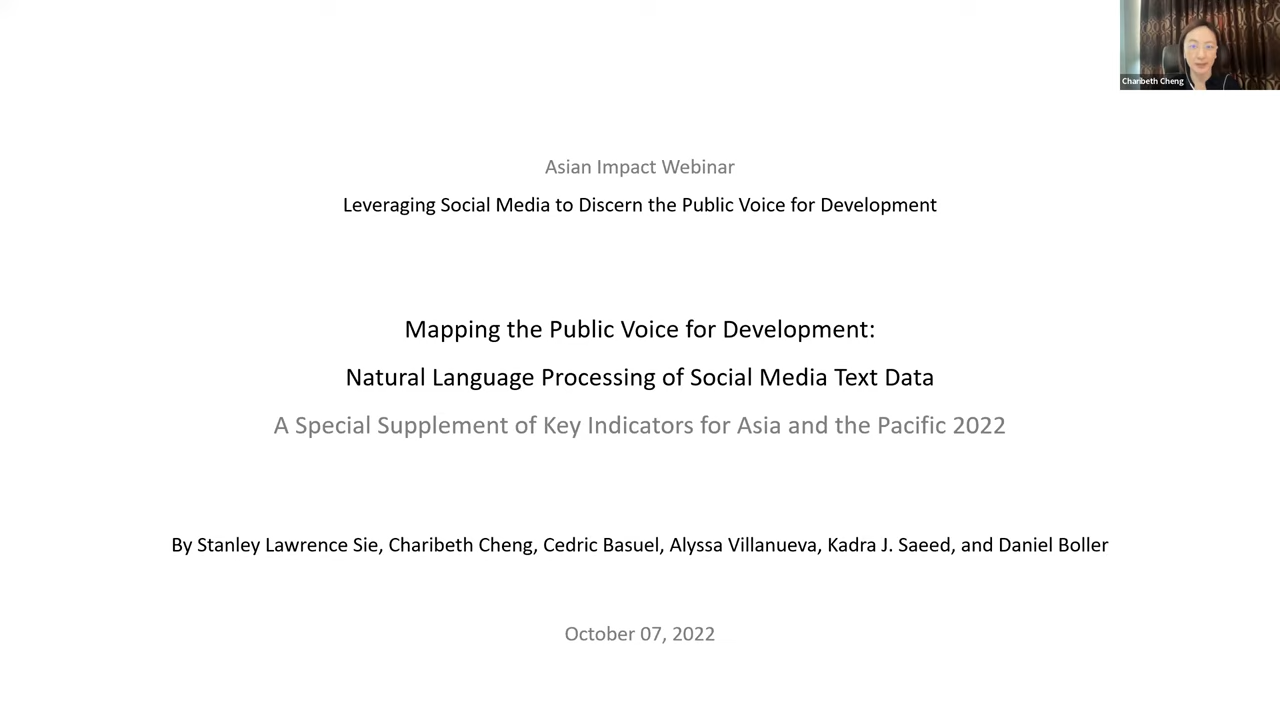 Charibeth Cheng
Asian Impact Webinar
Leveraging Social Media to Discern the Public Voice for Development
Mapping the Public Voice for Development:
Natural Language Processing of Social Media Text Data
A Special Supplement of Key Indicators for Asia and the Pacific 2022
By Stanley Lawrence Sie, Charibeth Cheng, Cedric Basuel, Alyssa Villanueva, Kadra J. Saeed, and Daniel Boller
October 07, 2022